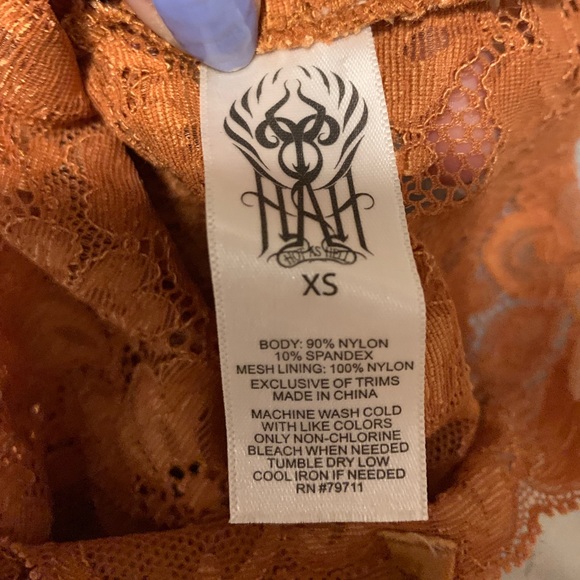 HAH
HOT AS HELL
XS
BODY: 90% NYLON
10% SPANDEX
MESH LINING: 100% NYLON
EXCLUSIVE OF TRIMS
MADE IN CHINA
MACHINE WASH COLD
WITH LIKE COLORS
ONLY NON-CHLORINE
BLEACH WHEN NEEDED
TUMBLE DRY LOW
COOL IRON IF NEEDED
RN #79711